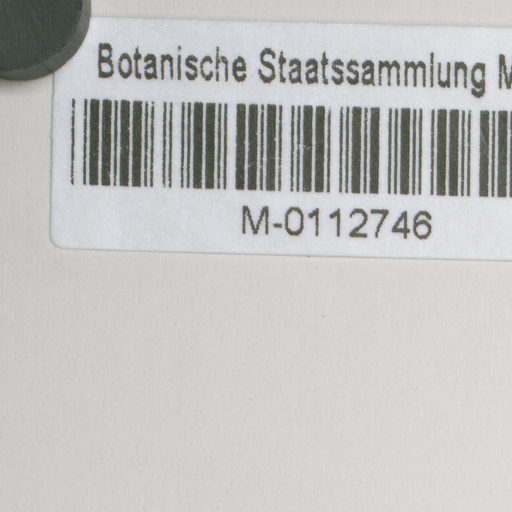 Botanische Staatssammlung M
M-0112746